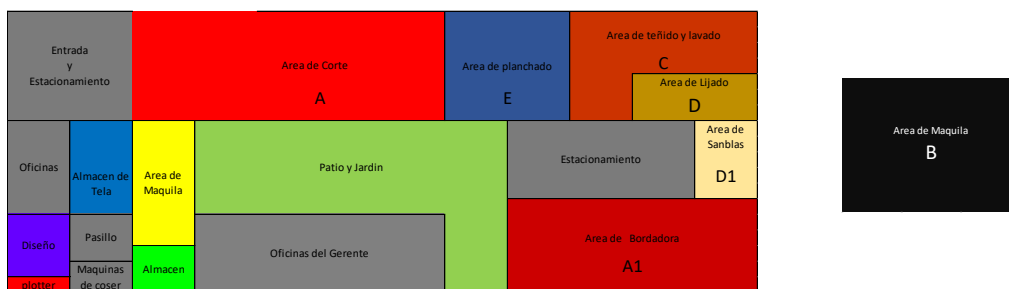 Entrada
y
Estacionamiento
Area de Corte
A
Area de planchado
E
Area de teñido y lavado
C
Area de Lijado
D
Area de Maquila
B
Oficinas
Almacen de
Tela
Area de
Maquila
Patio y Jardin
Estacionamiento
Area de
Sanblas
D1
Diseño
Pasillo
Oficinas del Gerente
Area de  Bordadora
A1
plotter
Maquinas
de coser
Almacen